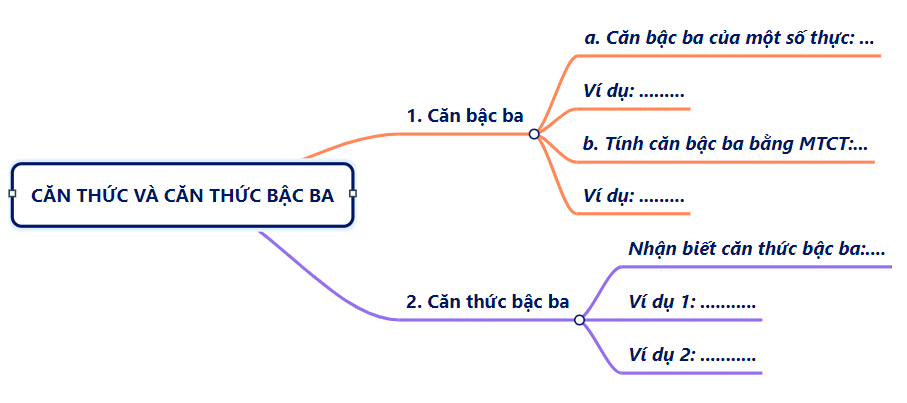 CĂN THỨC VÀ CĂN THỨC BẬC BA
1. Căn bậc ba
a. Căn bậc ba của một số thực: ...
Ví dụ: .........
b. Tính căn bậc ba bằng MTCT:...
Ví dụ: .........
2. Căn thức bậc ba
Nhận biết căn thức bậc ba:....
Ví dụ 1: ...........
Ví dụ 2: ...........